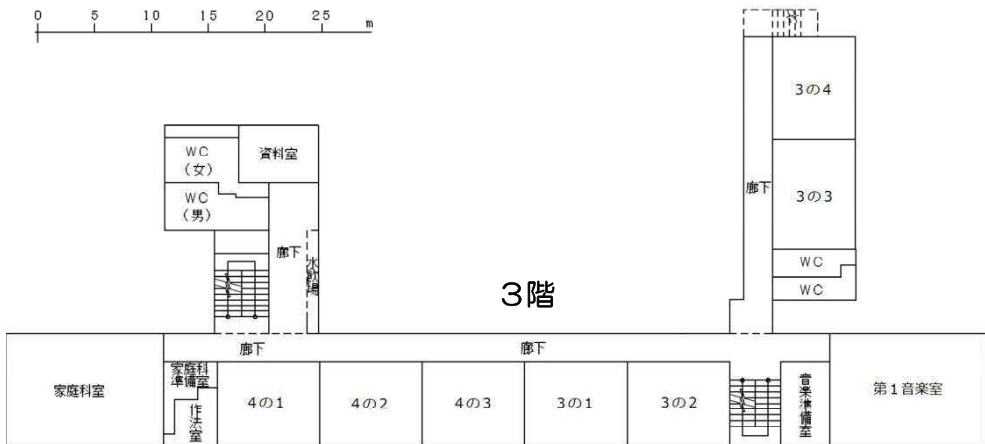 0 5 10 15 20 25
m
3の4
WC
(女)
資料室
廊下
3の3
WC
(男)
廊下
水飲場
WC
WC
3階
廊下
廊下
家庭科室
家庭科
準備室
作法室
4の1
4の2
4の3
3の1
3の2
音楽準備室
第1音楽室